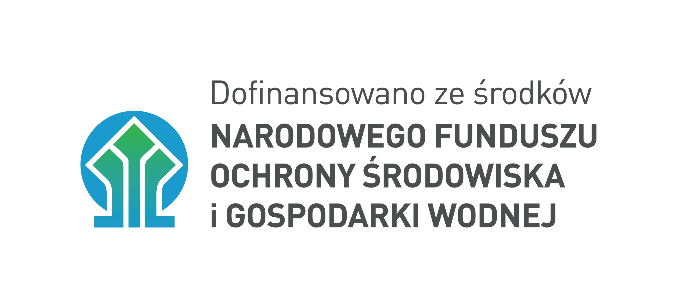 Dofinansowano ze środków
NARODOWEGO FUNDUSZU
OCHRONY ŚRODOWISKA
i GOSPODARKI WODNEJ